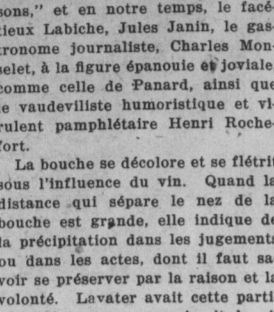 sons," et en notre temps, le facé-
tieux Labiche, Jules Janin, le gas-
tronome journaliste, Charles Mon-
selet, à la figure épanouie et joviale
comme celle de Panard, ainsi que
le vaudeviliste humoristique et vi-
rulent pamphlétaire Henri Roche-
fort.
La bouche se décolore et se flétrit
sous l'influence du vin. Quand la
distance qui sépare le nez de la
bouche est grande, elle indique de
la précipitation dans les jugements
ou dans les actes, dont il faut sa-
voir se préserver par la raison et la
volonté. Lavater avait cette parti-